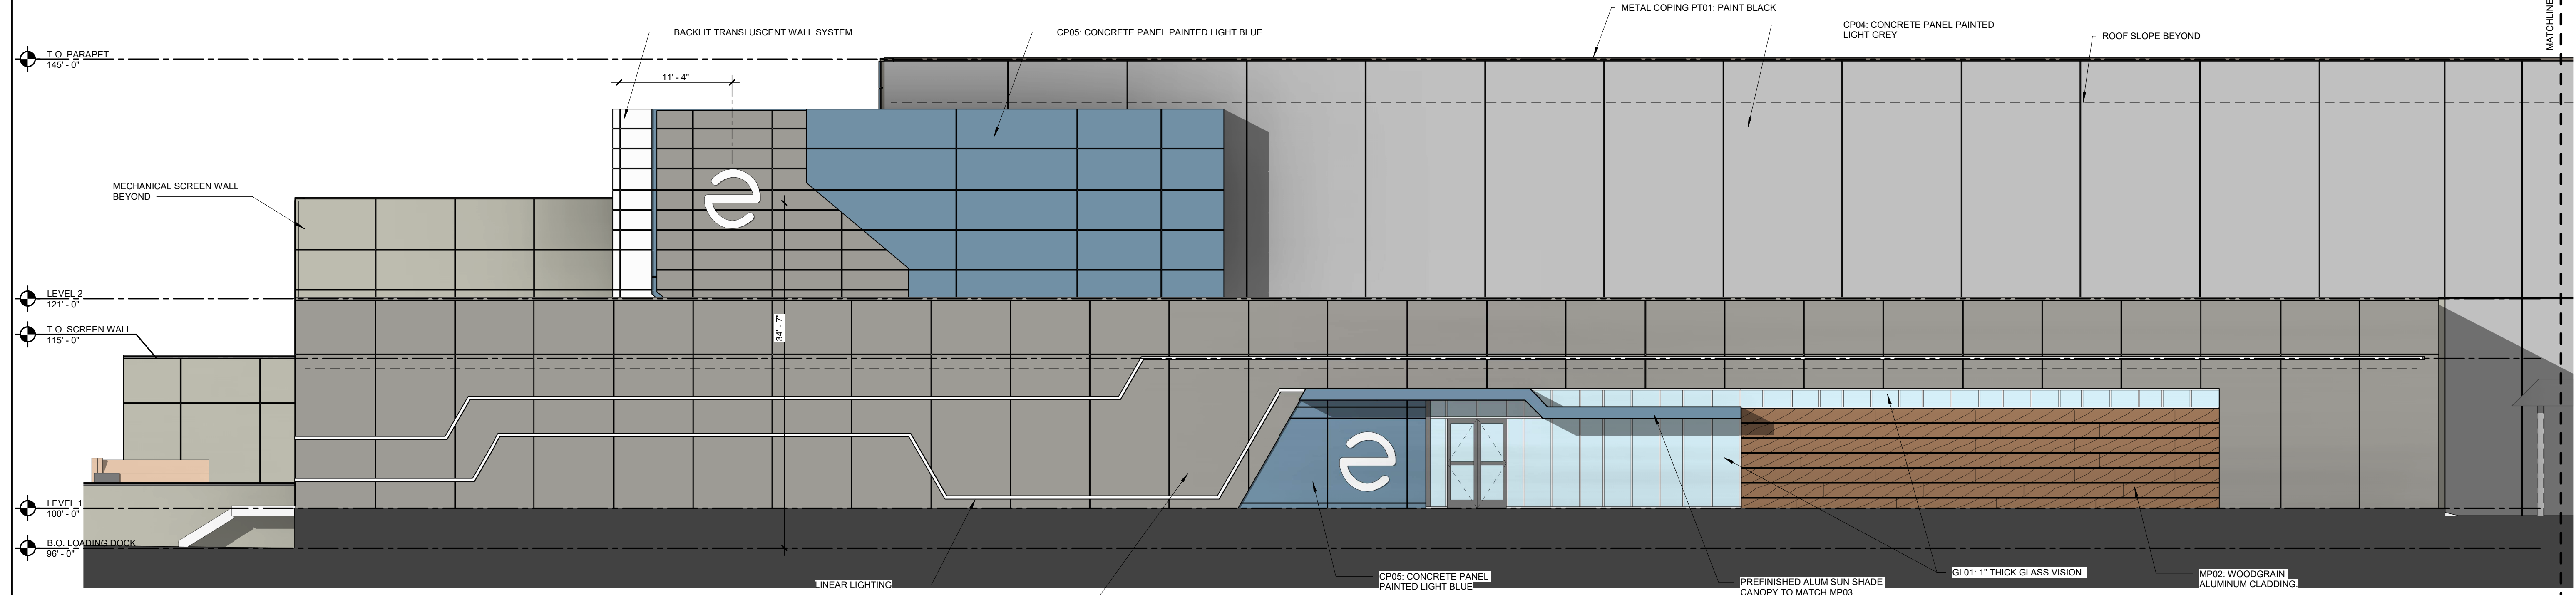 METAL COPING PT01: PAINT BLACK
MATCHLINE
BACKLIT TRANSLUSCENT WALL SYSTEM
CP05: CONCRETE PANEL PAINTED LIGHT BLUE
CP04: CONCRETE PANEL PAINTED
LIGHT GREY
ROOF SLOPE BEYOND
T.O. PARAPET
145' - 0"
11' - 4"
MECHANICAL SCREEN WALL
BEYOND
LEVEL 2
121' - 0"
T.O. SCREEN WALL
115' - 0"
34' - 7"
LEVEL 1
100' - 0"
B.O. LOADING DOCK
96' - 0"
LINEAR LIGHTING
CP05: CONCRETE PANEL
PAINTED LIGHT BLUE
PREFINISHED ALUM SUN SHADE
CANOPY TO MATCH MP03
GL01: 1" THICK GLASS VISION
MP02: WOODGRAIN
ALUMINUM CLADDING.